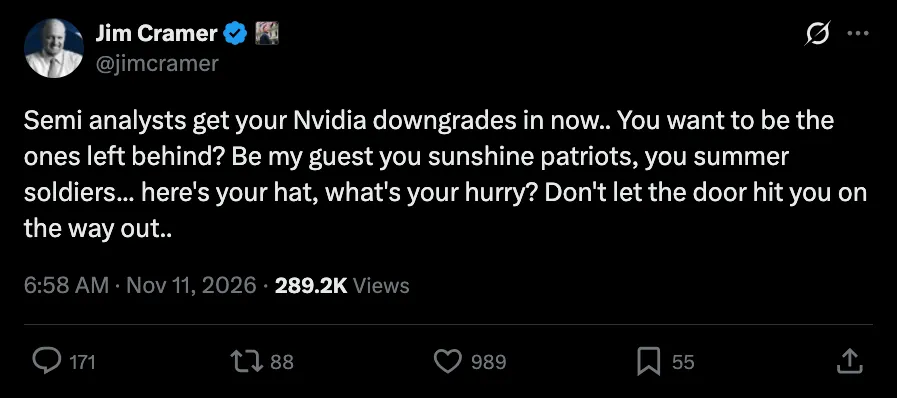 Jim Cramer
@jimcramer
Semi analysts get your Nvidia downgrades in now.. You want to be the
ones left behind? Be my guest you sunshine patriots, you summer
soldiers... here's your hat, what's your hurry? Don't let the door hit you on
the way out..
6:58 AM · Nov 11, 2026 · 289.2K Views
171 88 989 55